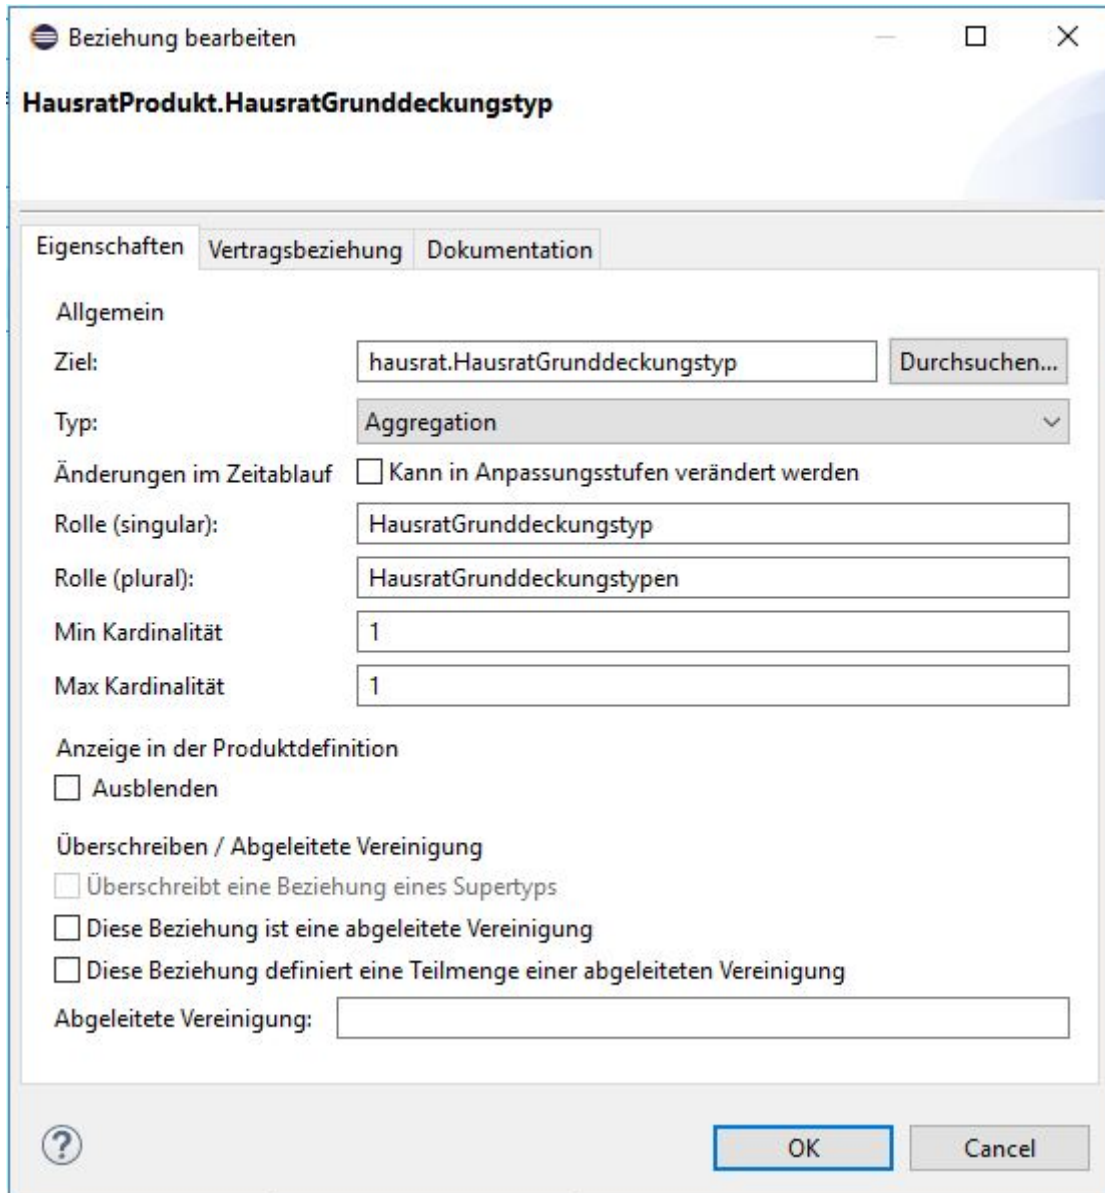 Beziehung bearbeiten
HausratProdukt.HausratGrunddeckungstyp
Eigenschaften Vertragsbeziehung Dokumentation
Allgemein
Ziel: hausrat.HausratGrunddeckungstyp Durchsuchen...
Typ: Aggregation
Änderungen im Zeitablauf Kann in Anpassungsstufen verändert werden
Rolle (singular): HausratGrunddeckungstyp
Rolle (plural): HausratGrunddeckungstypen
Min Kardinalität 1
Max Kardinalität 1
Anzeige in der Produktdefinition
Ausblenden
Überschreiben / Abgeleitete Vereinigung
Überschreibt eine Beziehung eines Supertyps
Diese Beziehung ist eine abgeleitete Vereinigung
Diese Beziehung definiert eine Teilmenge einer abgeleiteten Vereinigung
Abgeleitete Vereinigung:
? OK Cancel